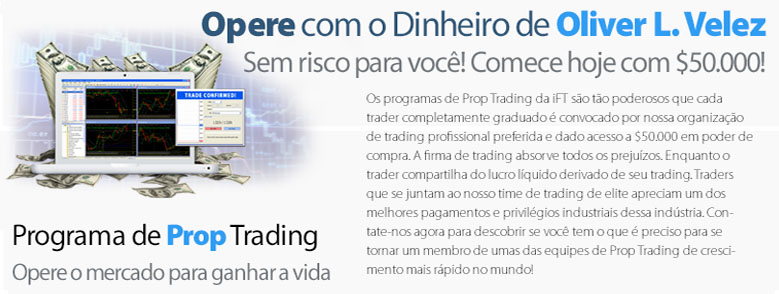 Opere com o Dinheiro de Oliver L. Velez
Sem risco para você! Comece hoje com $50.000!
TRADE CONFIRMED!
Os programas de Prop Trading da iFT são tão poderosos que cada
trader completamente graduado é convocado por nossa organização
de trading profissional preferida e dado acesso a $50.000 em poder de
compra. A firma de trading absorve todos os prejuízos. Enquanto o
trader compartilha do lucro líquido derivado de seu trading. Traders
que se juntam ao nosso time de trading de elite apreciam um dos
melhores pagamentos e privilégios industriais dessa indústria. Con-
tate-nos agora para descobrir se você tem o que é preciso para se
tornar um membro de umas das equipes de Prop Trading de cresci-
mento mais rápido no mundo!
Programa de Prop Trading
Opere o mercado para ganhar a vida